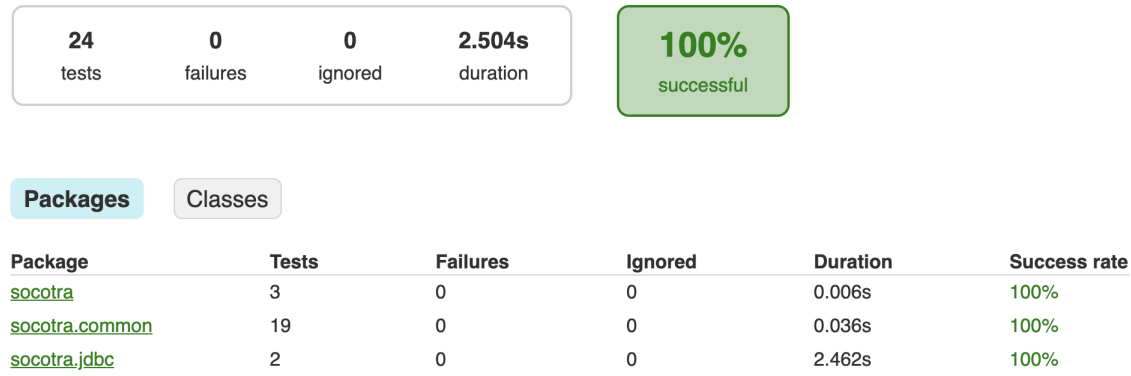 24 0 0 2.504s 100%
tests failures ignored duration successful
Packages Classes
Package Tests Failures Ignored Duration Success rate
socotra 3 0 0 0.006s 100%
socotra.common 19 0 0 0.036s 100%
socotra.jdbc 2 0 0 2.462s 100%